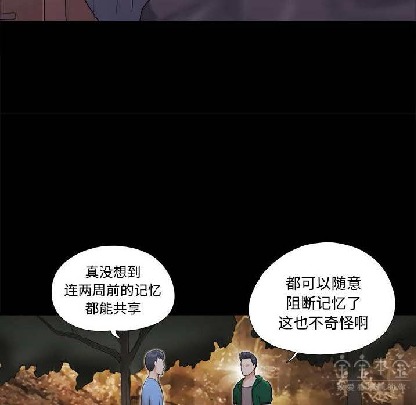 真没想到
连两周前的记忆
都能共享
都可以随意
阻断记忆了
这也不奇怪啊